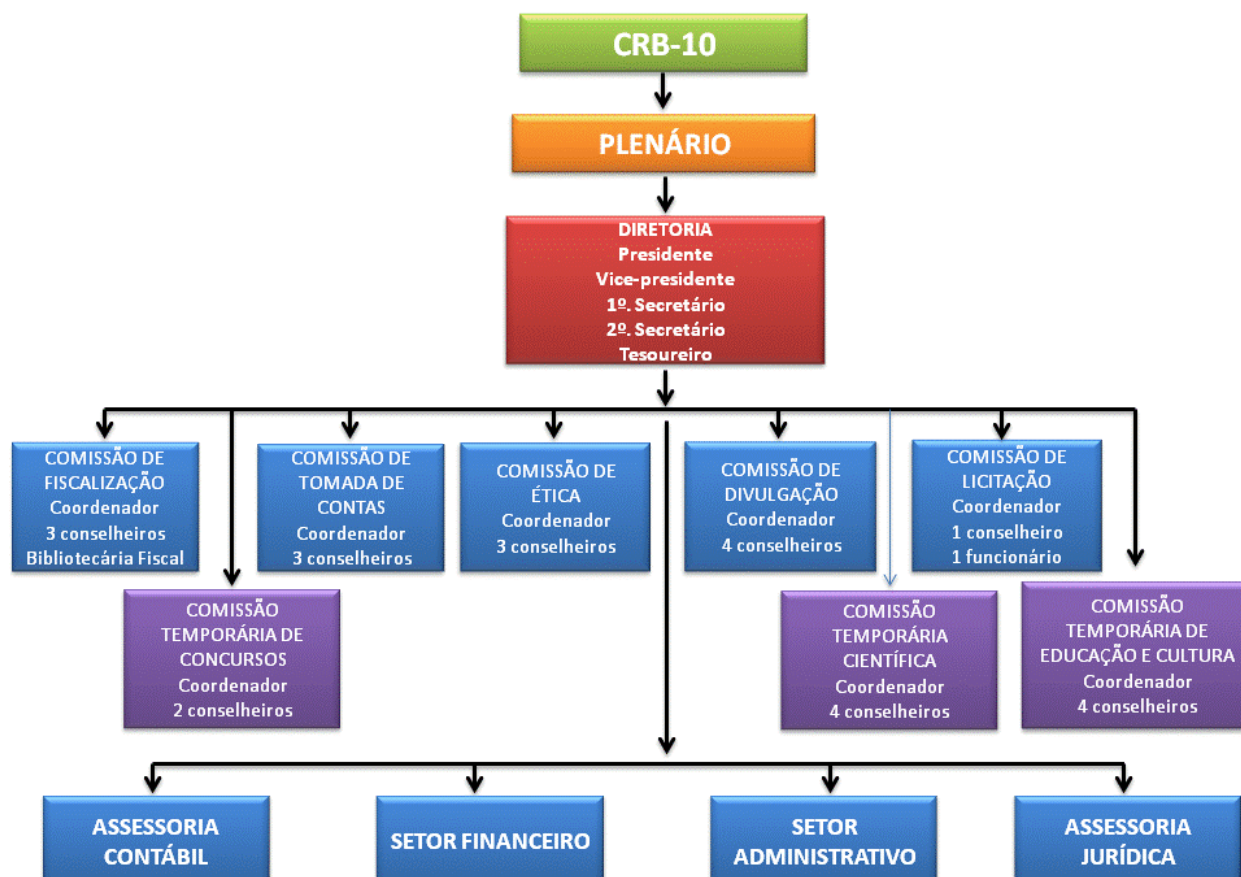 CRB-10
PLENÁRIO
DIRETORIA
Presidente
Vice-presidente
1º. Secretário
2º. Secretário
Tesoureiro
COMISSÃO DE
FISCALIZAÇÃO
Coordenador
3 conselheiros
Bibliotecária Fiscal
COMISSÃO DE
TOMADA DE
CONTAS
Coordenador
3 conselheiros
COMISSÃO DE
ÉTICA
Coordenador
3 conselheiros
COMISSÃO DE
DIVULGAÇÃO
Coordenador
4 conselheiros
COMISSÃO DE
LICITAÇÃO
Coordenador
1 conselheiro
1 funcionário
COMISSÃO
TEMPORÁRIA DE
CONCURSOS
Coordenador
2 conselheiros
COMISSÃO
TEMPORÁRIA
CIENTÍFICA
Coordenador
4 conselheiros
COMISSÃO
TEMPORÁRIA DE
EDUCAÇÃO E CULTURA
Coordenador
4 conselheiros
ASSESSORIA
CONTÁBIL
SETOR FINANCEIRO
SETOR
ADMINISTRATIVO
ASSESSORIA
JURÍDICA